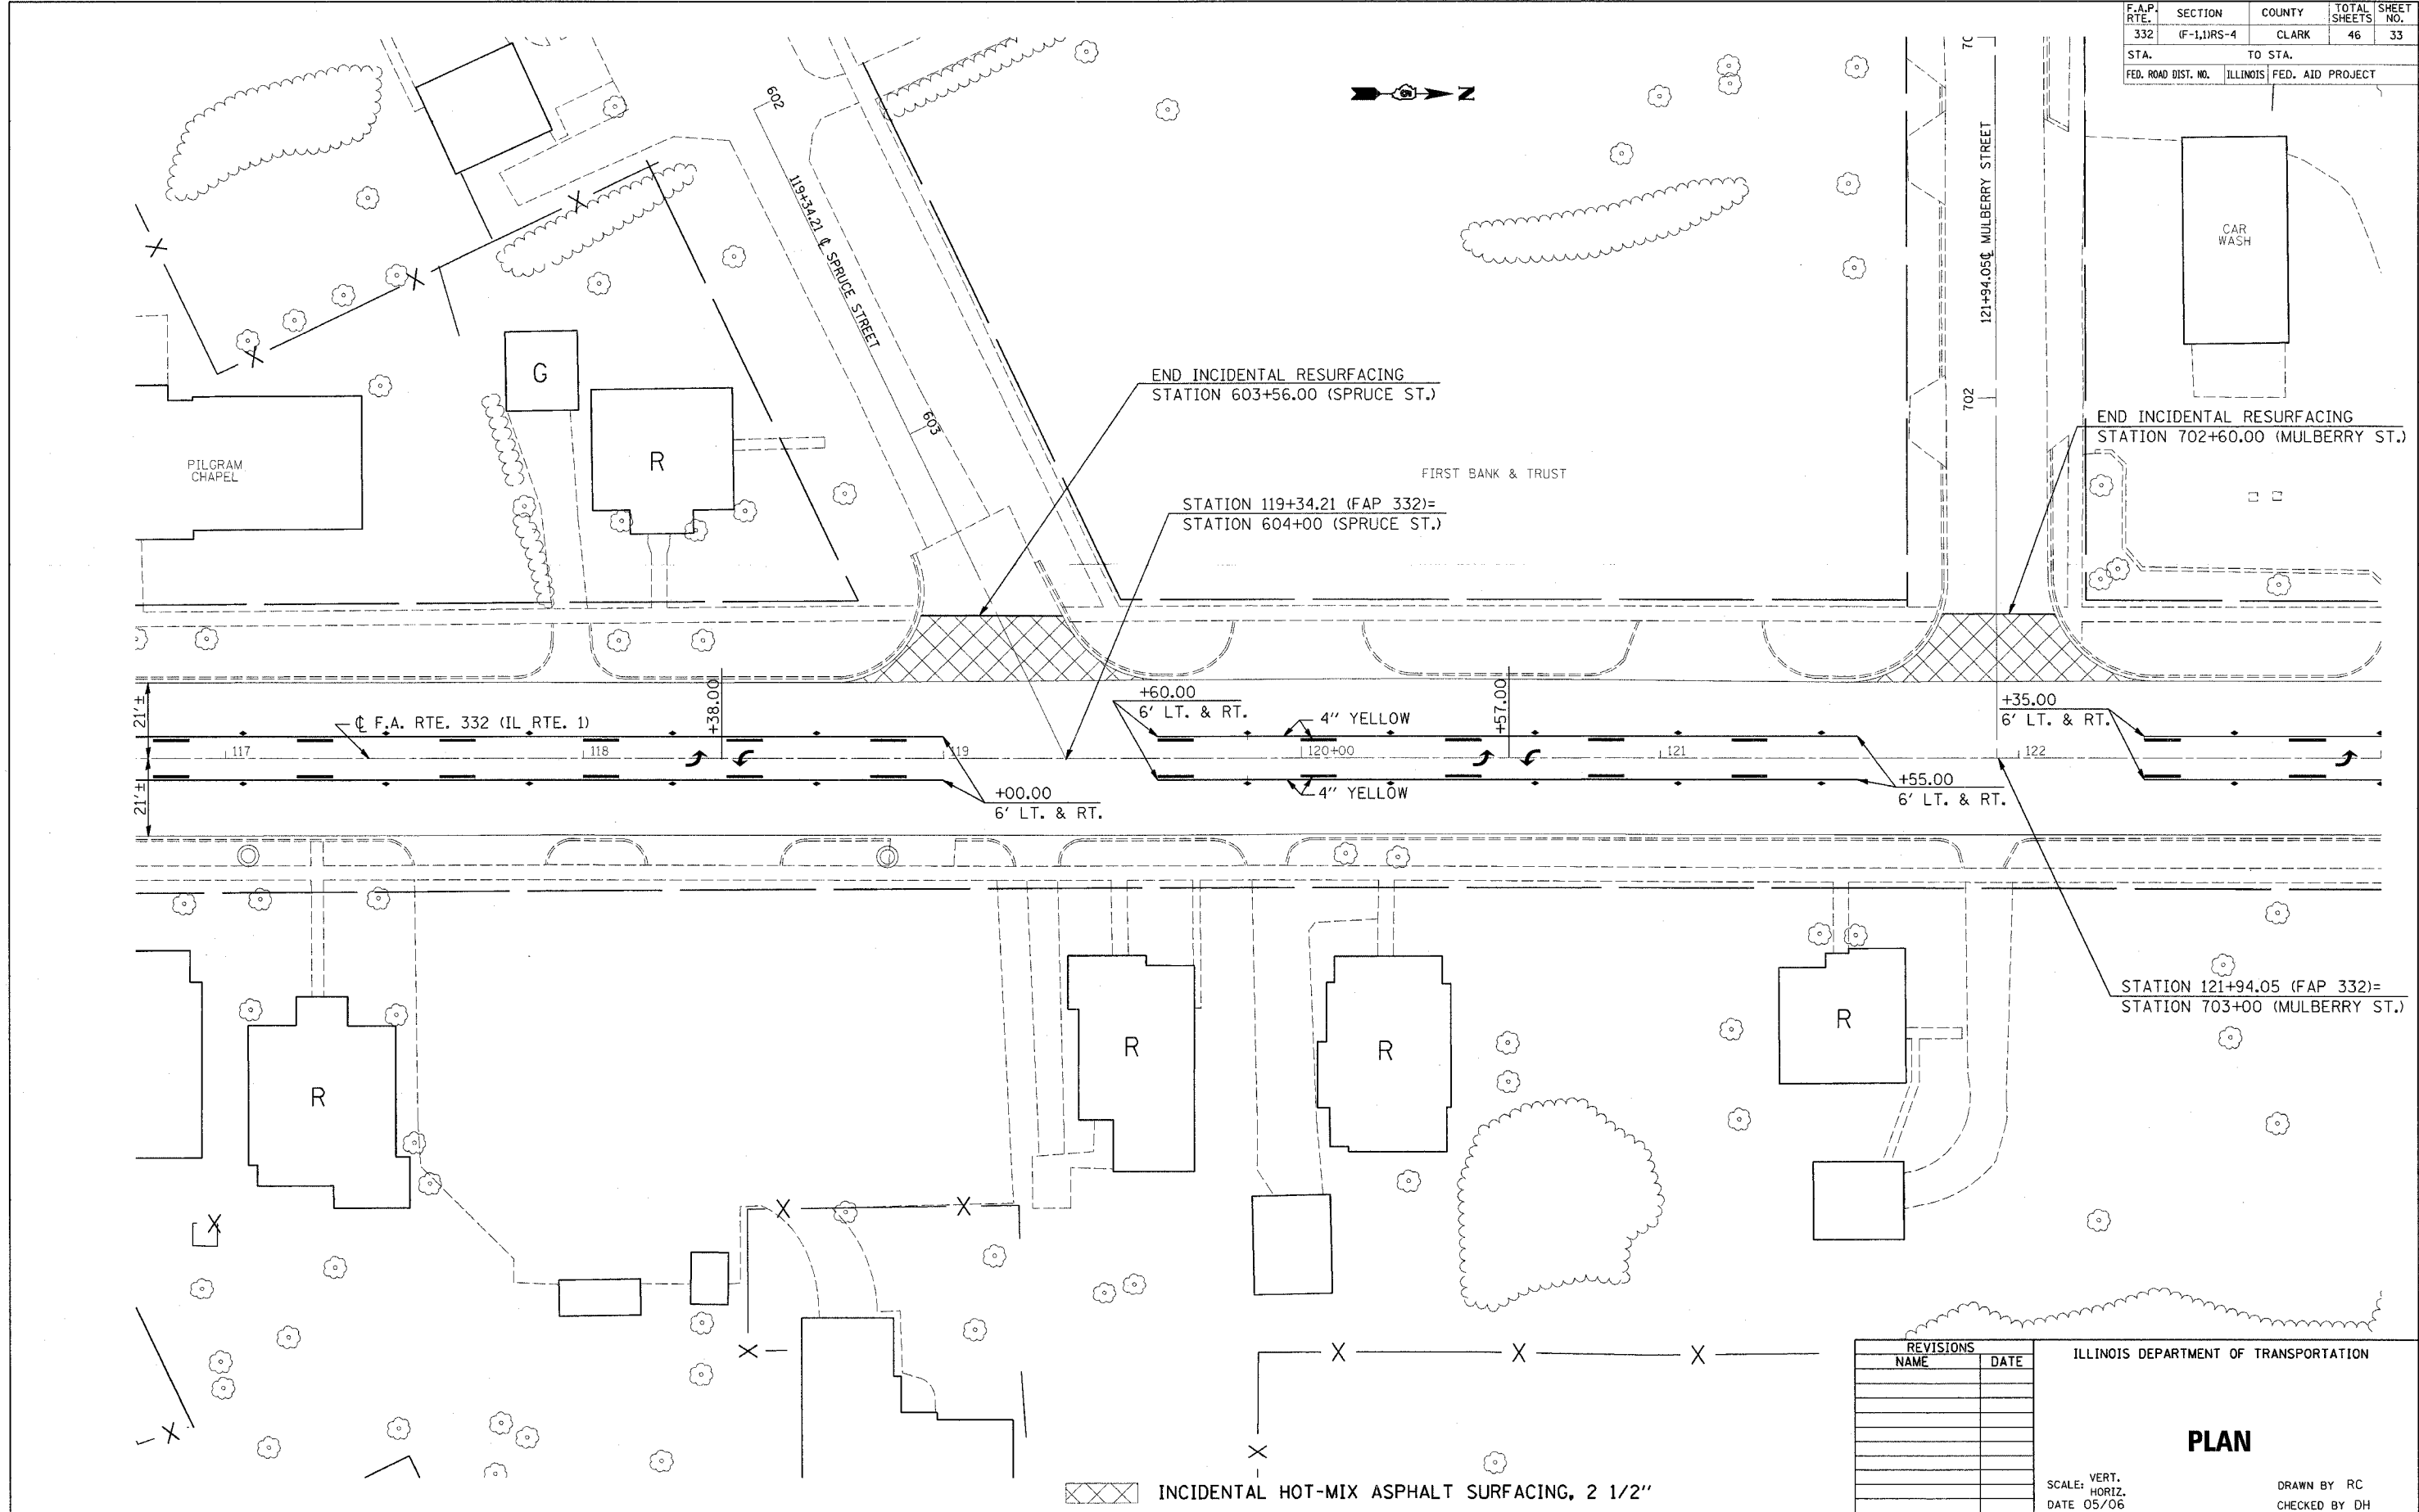 F.A.P. RTE. SECTION COUNTY TOTAL SHEETS SHEET NO.
332 (F-1,1)RS-4 CLARK 46 33
STA. TO STA.
FED. ROAD DIST. NO. ILLINOIS FED. AID PROJECT
N
602
119+34.21 ℄ SPRUCE STREET
603
70
121+94.05 ℄ MULBERRY STREET
702
CAR
WASH
END INCIDENTAL RESURFACING
STATION 603+56.00 (SPRUCE ST.)
END INCIDENTAL RESURFACING
STATION 702+60.00 (MULBERRY ST.)
G
R
PILGRAM
CHAPEL
FIRST BANK & TRUST
STATION 119+34.21 (FAP 332)=
STATION 604+00 (SPRUCE ST.)
21'±
℄ F.A. RTE. 332 (IL RTE. 1)
+38.00
+60.00
6' LT. & RT.
4" YELLOW
+57.00
+35.00
6' LT. & RT.
117
118
119
120+00
121
122
21'±
+00.00
6' LT. & RT.
4" YELLOW
+55.00
6' LT. & RT.
STATION 121+94.05 (FAP 332)=
STATION 703+00 (MULBERRY ST.)
R
R
R
R
X X X X
X X X
X X X X
X X X
X
INCIDENTAL HOT-MIX ASPHALT SURFACING, 2 1/2"
REVISIONS
NAME DATE
ILLINOIS DEPARTMENT OF TRANSPORTATION
PLAN
SCALE: VERT.
HORIZ.
DATE 05/06
DRAWN BY RC
CHECKED BY DH